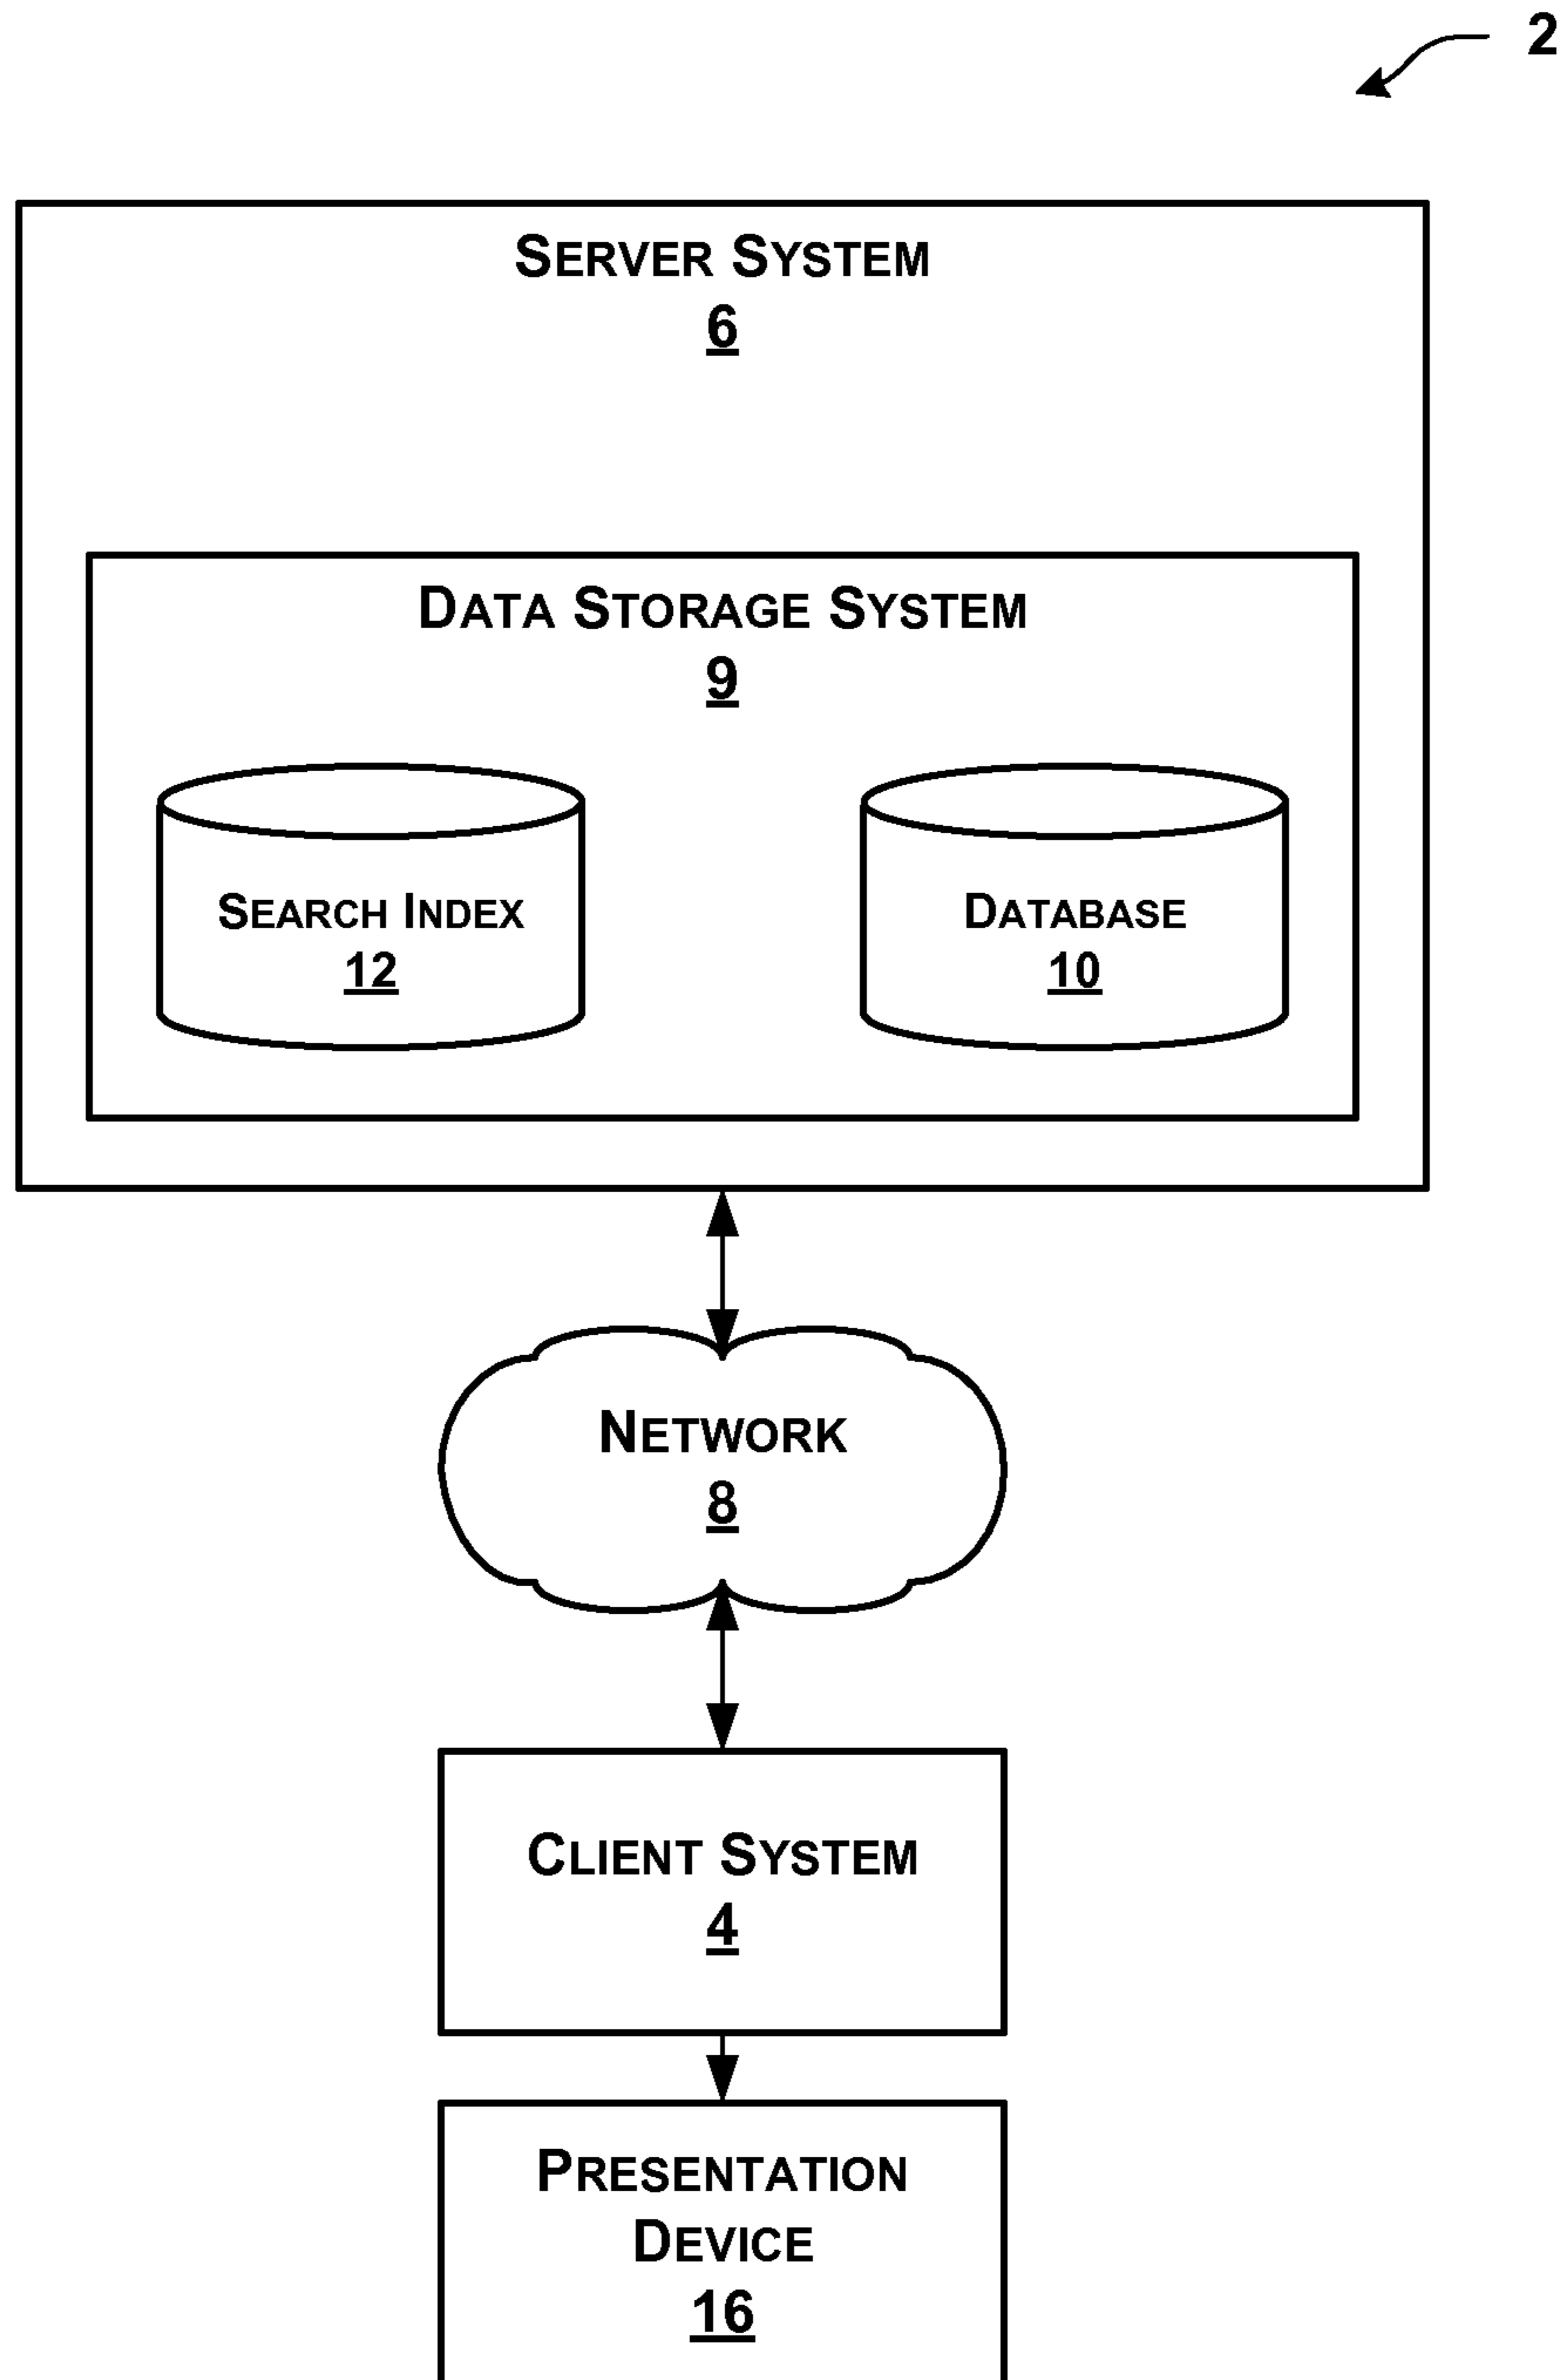 2
SERVER SYSTEM
6
DATA STORAGE SYSTEM
9
SEARCH INDEX
12
DATABASE
10
NETWORK
8
CLIENT SYSTEM
4
PRESENTATION
DEVICE
16